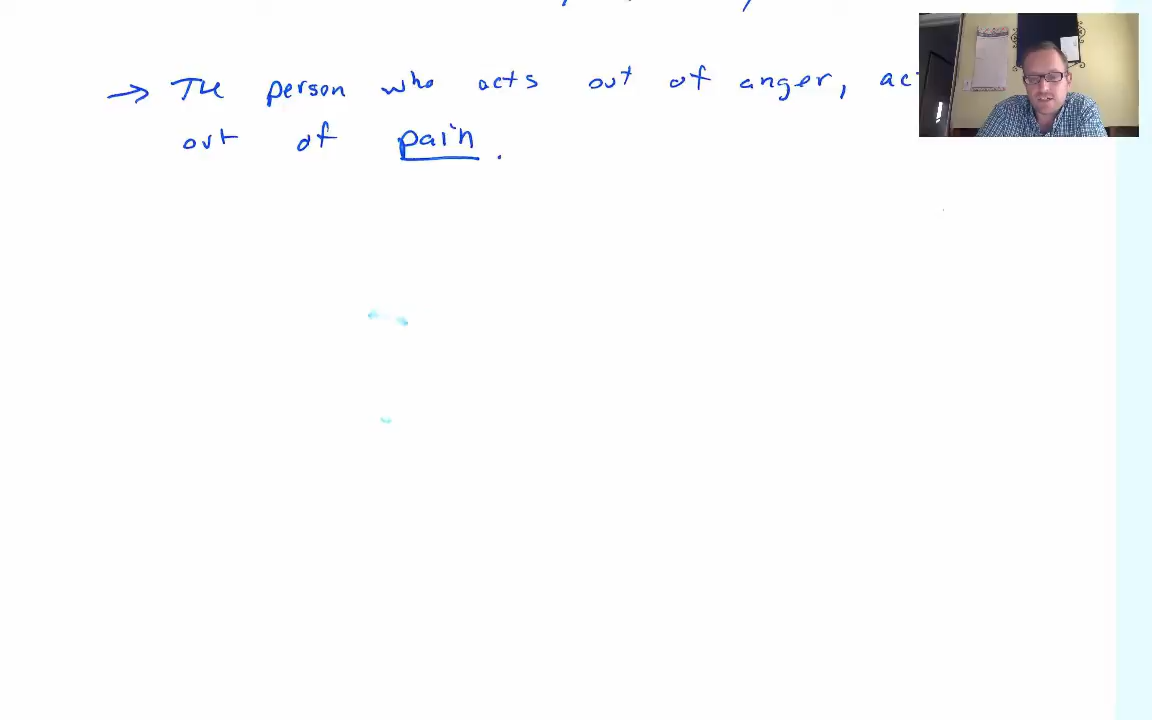 → The person who acts out of anger, ac
out of pain.